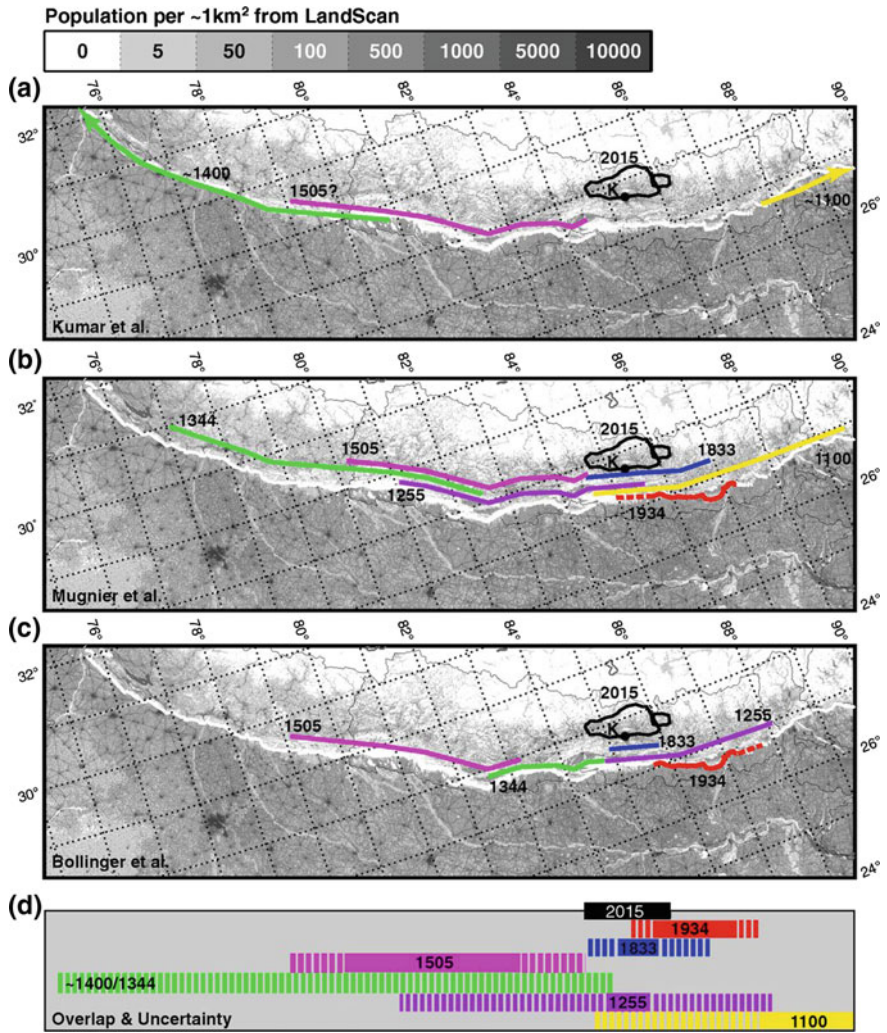 Population per ~1km² from LandScan
0 5 50 100 500 1000 5000 10000
(a)
76° 78° 80° 82° 84° 86° 88° 90°
32°
30°
26°
24°
~1400
1505?
2015
K
~1100
Kumar et al.
(b)
76° 78° 80° 82° 84° 86° 88° 90°
32°
30°
26°
24°
1344
1505
1255
2015
K
1833
1100
1934
Mugnier et al.
(c)
76° 78° 80° 82° 84° 86° 88° 90°
32°
30°
26°
24°
1505
1344
2015
K
1833
1255
1934
Bollinger et al.
(d)
2015
1934
1833
1505
~1400/1344
1255
1100
Overlap & Uncertainty